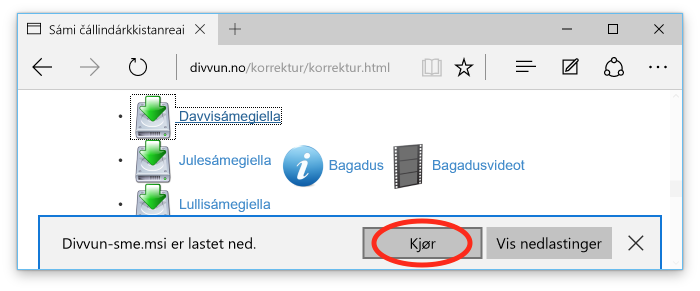 Sámi čállindárkkistanreai
divvun.no/korrektur/korrektur.html
Davvisámegiella
Julesámegiella Bagadus Bagadusvideot
Lullisámegiella
Divvun-sme.msi er lastet ned. Kjør Vis nedlastinger